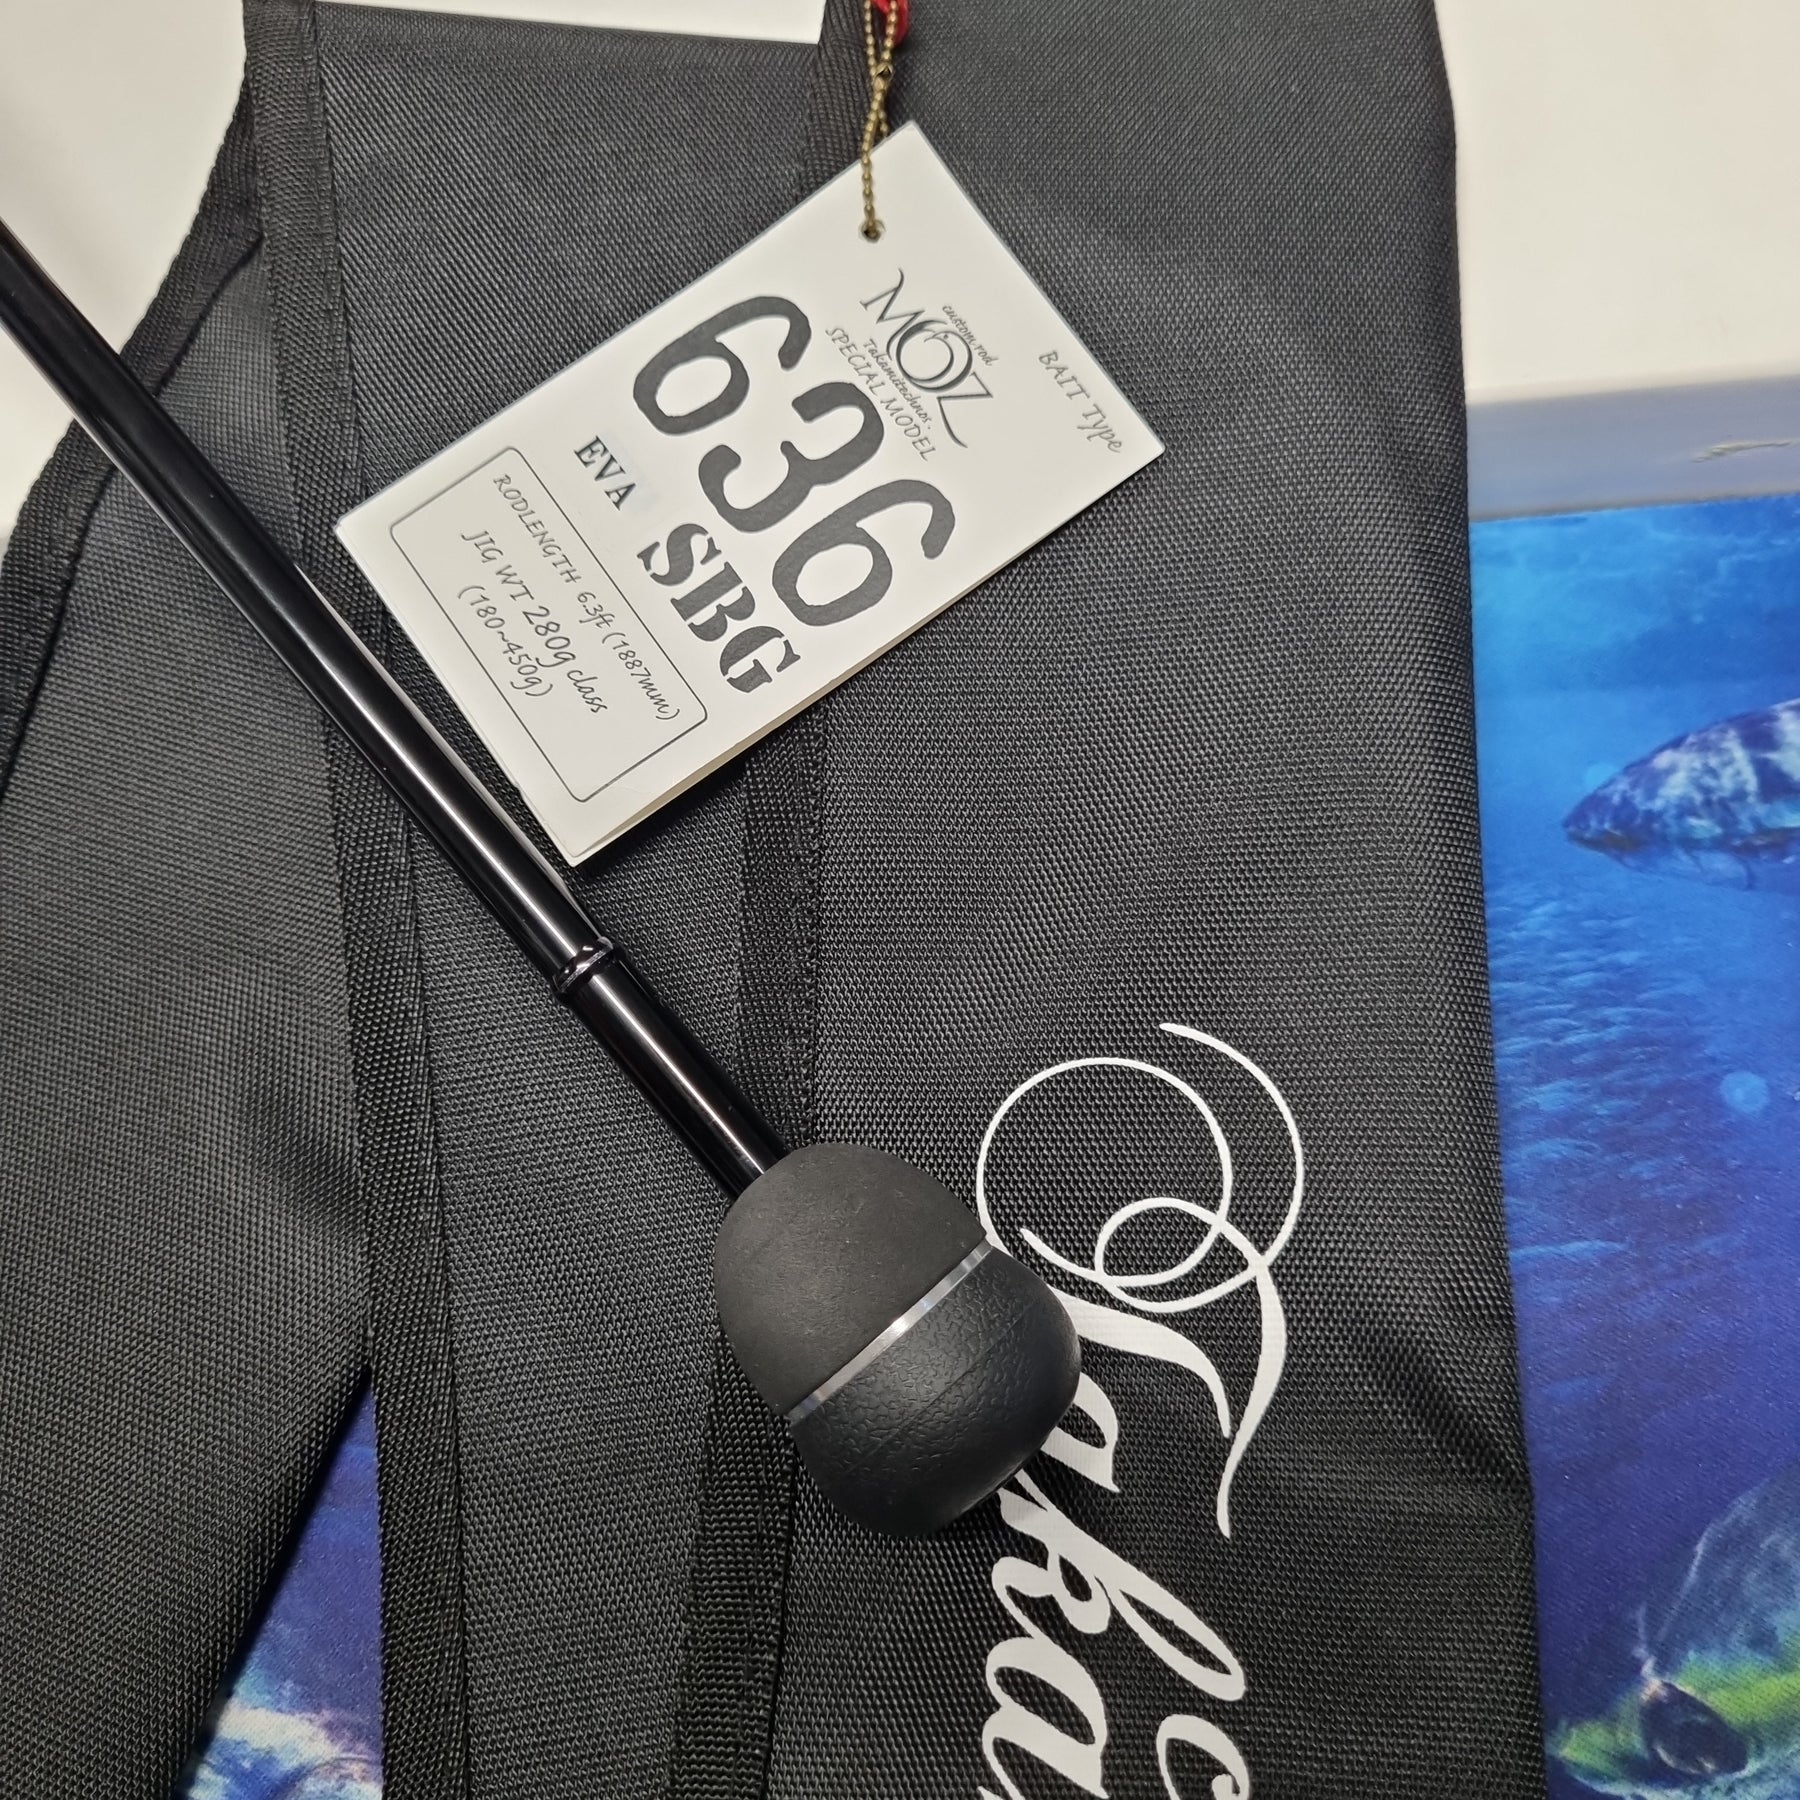 BAIT TYPE
custom rod
MOZ
Takamitechnos.
SPECIAL MODEL
636
EVA SBG
RODLENGTH 6.3ft (1887mm)
JIG WT 280g class
(180~450g)